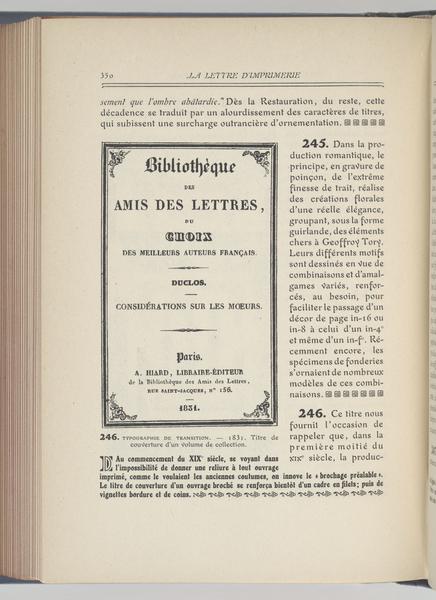 350
LA LETTRE D'IMPRIMERIE
sement que l'ombre abâtardie." Dès la Restauration, du reste, cette
décadence se traduit par un alourdissement des caractères de titres,
qui subissent une surcharge outrancière d'ornementation.
Bibliothèque
DES
AMIS DES LETTRES,
OU
CHOIX
DES MEILLEURS AUTEURS FRANÇAIS.
DUCLOS.
CONSIDÉRATIONS SUR LES MŒURS.
Paris.
A. HIARD, LIBRAIRE-ÉDITEUR
de la Bibliothèque des Amis des Lettres,
RUE SAINT-JACQUES, N° 156.
1831.
246. TYPOGRAPHIE DE TRANSITION. — 1831. Titre de
couverture d'un volume de collection.
245. Dans la pro-
duction romantique, le
principe, en gravure de
poinçon, de l'extrême
finesse de trait, réalise
des créations florales
d'une réelle élégance,
groupant, sous la forme
guirlande, des éléments
chers à Geoffroy Tory.
Leurs différents motifs
sont dessinés en vue de
combinaisons et d'amal-
games variés, renfor-
cés, au besoin, pour
faciliter le passage d'un
décor de page in-16 ou
in-8 à celui d'un in-4°
et même d'un in-f°. Ré-
cemment encore, les
spécimens de fonderies
s'ornaient de nombreux
modèles de ces combi-
naisons.
246. Ce titre nous
fournit l'occasion de
rappeler que, dans la
première moitié du
XIXe siècle, la produc-
Au commencement du XIXe siècle, se voyant dans
l'impossibilité de donner une reliure à tout ouvrage
imprimé, comme le voulaient les anciennes coutumes, on innove le « brochage préalable ».
Le titre de couverture d'un ouvrage broché se renforça bientôt d'un cadre en filets; puis de
vignettes bordure et de coins.